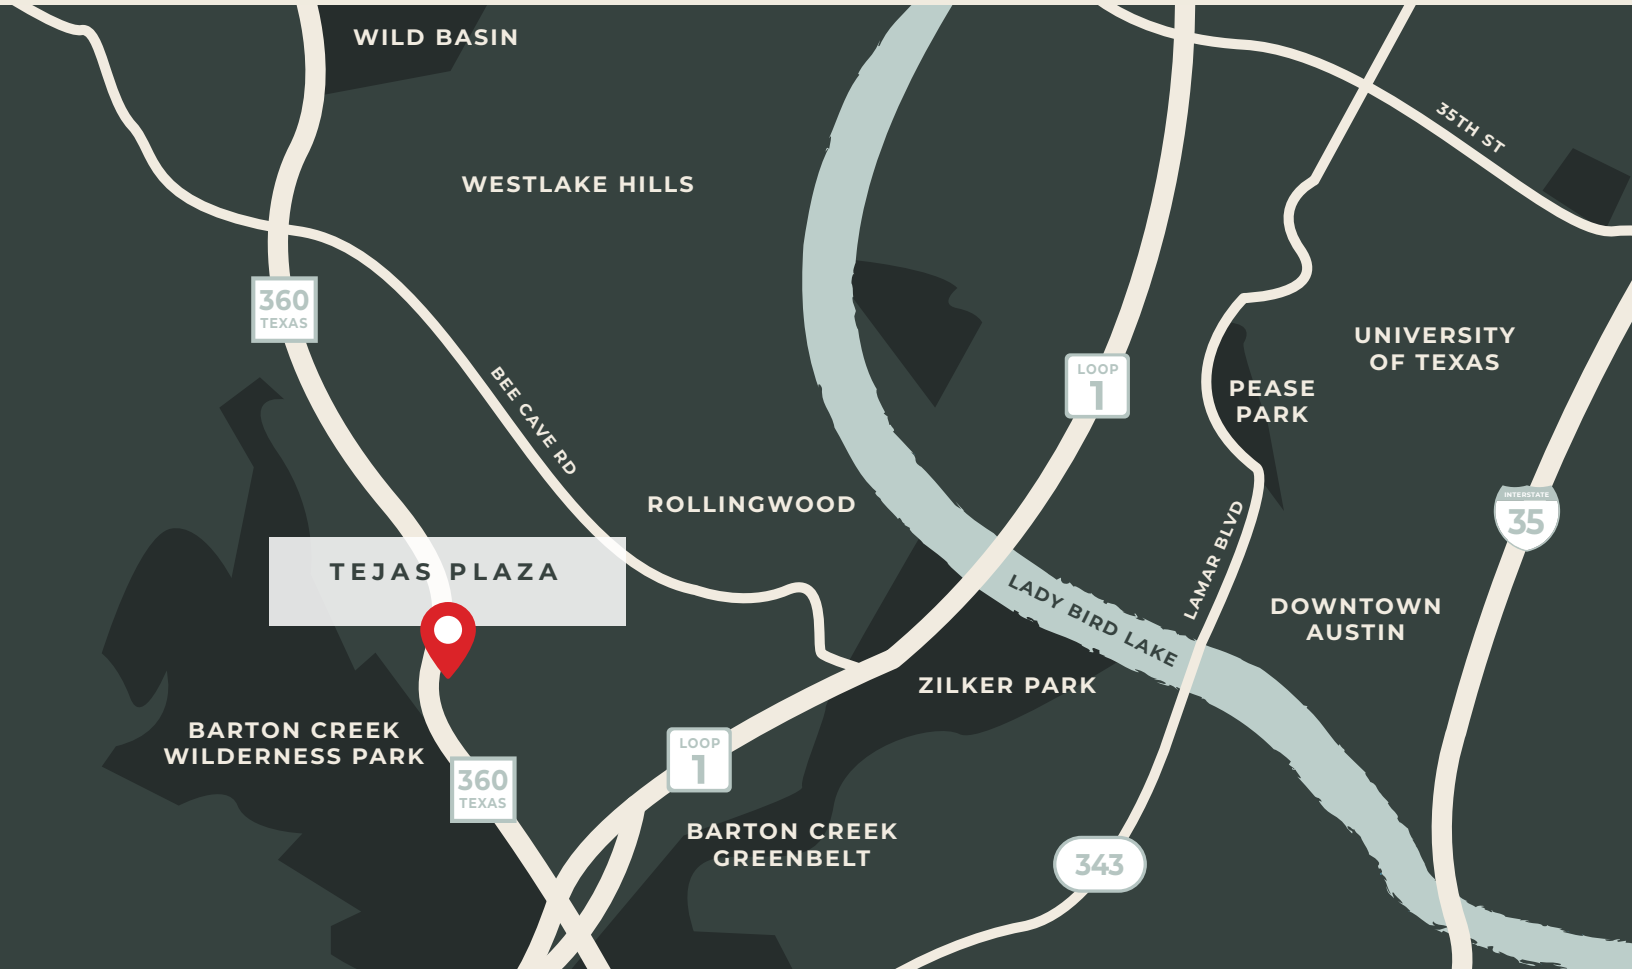 WILD BASIN
35TH ST
WESTLAKE HILLS
360
TEXAS
UNIVERSITY
OF TEXAS
LOOP
1
BEE CAVE RD
PEASE
PARK
ROLLINGWOOD
INTERSTATE
35
LAMAR BLVD
TEJAS PLAZA
LADY BIRD LAKE
DOWNTOWN
AUSTIN
ZILKER PARK
BARTON CREEK
WILDERNESS PARK
LOOP
1
360
TEXAS
BARTON CREEK
GREENBELT
343